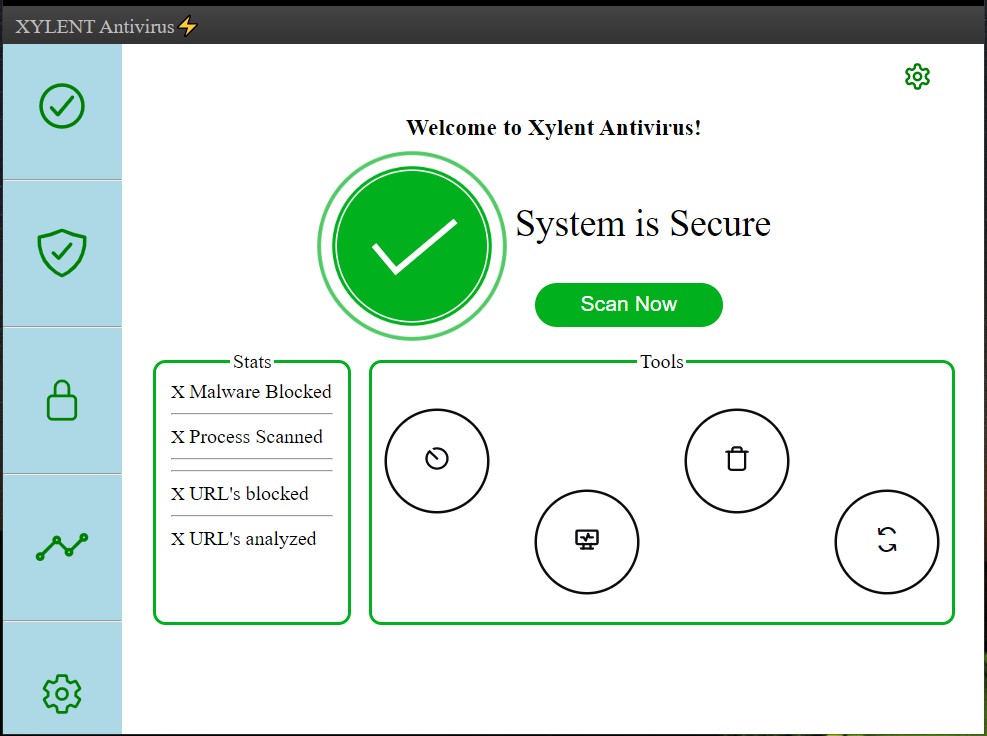 XYLENT Antivirus⚡
Welcome to Xylent Antivirus!
System is Secure
Scan Now
Stats
X Malware Blocked
X Process Scanned
X URL's blocked
X URL's analyzed
Tools